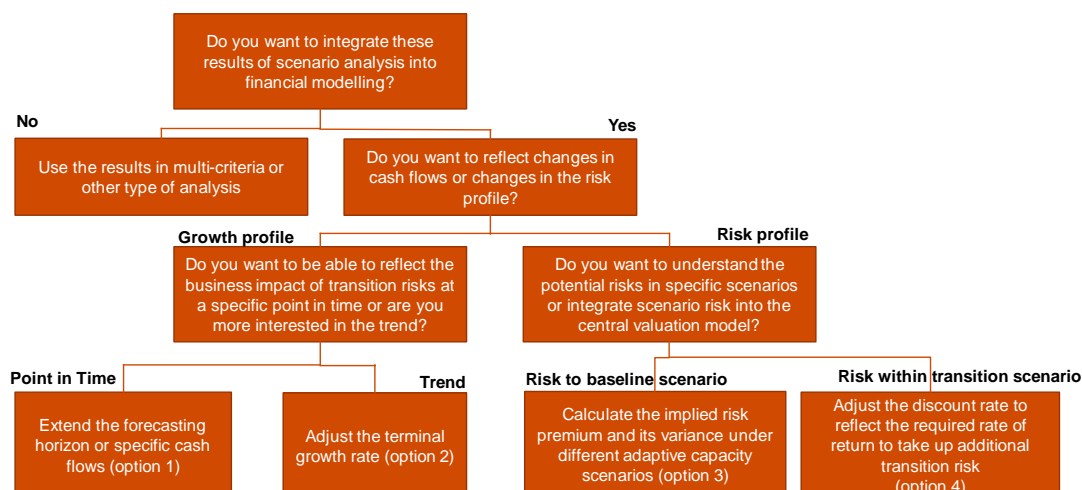 Do you want to integrate these
results of scenario analysis into
financial modelling?
No
Yes
Use the results in multi-criteria or
other type of analysis
Do you want to reflect changes in
cash flows or changes in the risk
profile?
Growth profile
Risk profile
Do you want to be able to reflect the
business impact of transition risks at
a specific point in time or are you
more interested in the trend?
Do you want to understand the
potential risks in specific scenarios
or integrate scenario risk into the
central valuation model?
Point in Time
Trend
Risk to baseline scenario
Risk within transition scenario
Extend the forecasting
horizon or specific cash
flows (option 1)
Adjust the terminal
growth rate (option 2)
Calculate the implied risk
premium and its variance under
different adaptive capacity
scenarios (option 3)
Adjust the discount rate to
reflect the required rate of
return to take up additional
transition risk
(option 4)